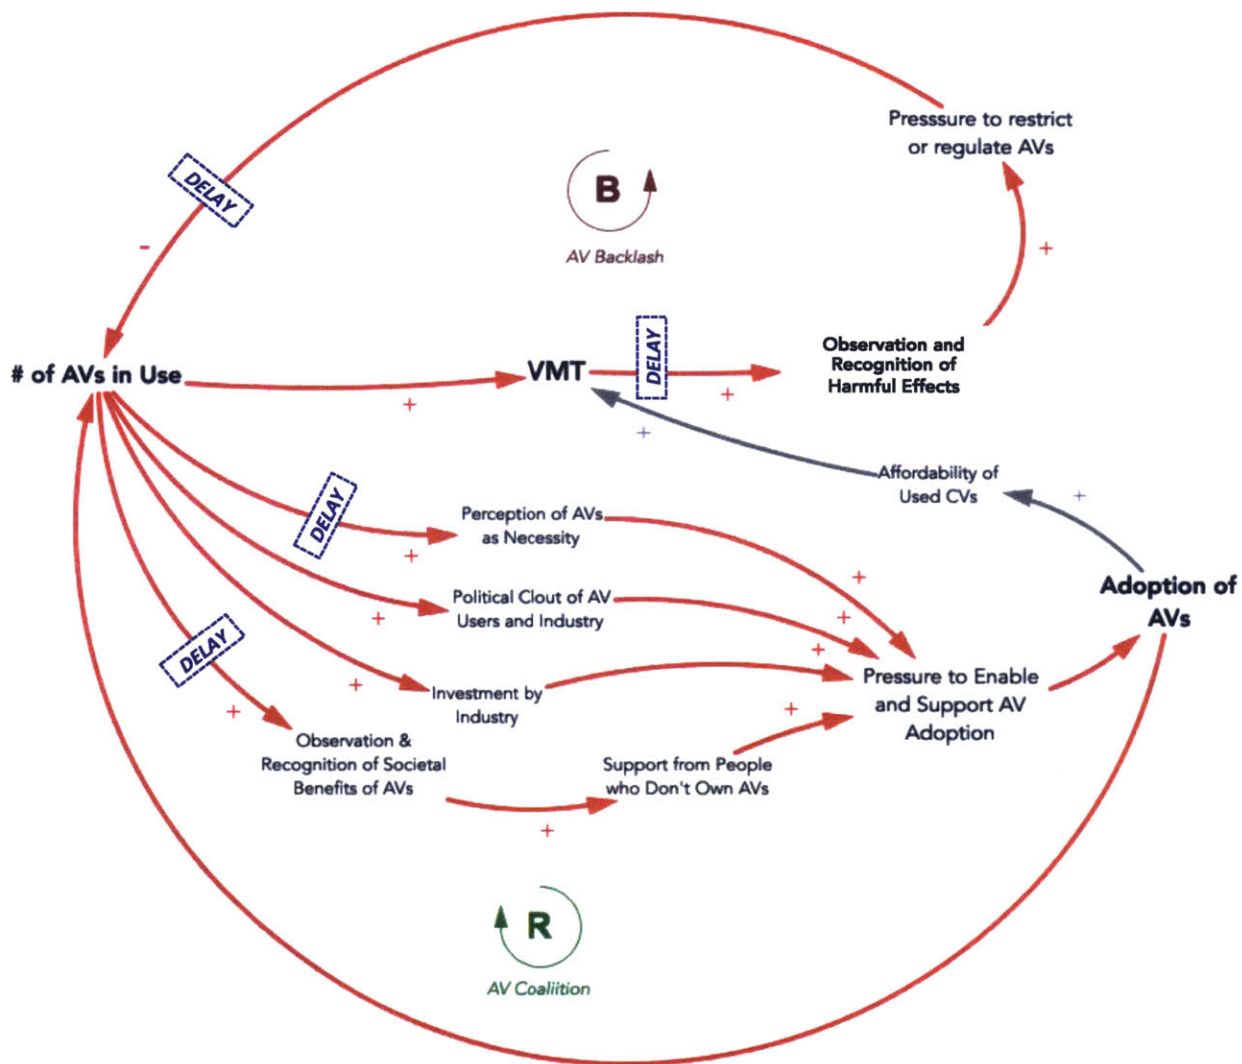 Presssure to restrict
or regulate AVs
DELAY
B
-
AV Backlash
+
DELAY
Observation and
Recognition of
Harmful Effects
# of AVs in Use
VMT
+
+
+
Affordability of
Used CVs
+
DELAY
Perception of AVs
as Necessity
+
+
Adoption of
AVs
Political Clout of AV
Users and Industry
+
+
+
DELAY
Pressure to Enable
and Support AV
Adoption
Investment by
Industry
+
+
+
Observation &
Recognition of Societal
Benefits of AVs
Support from People
who Don't Own AVs
+
R
AV Coaliition